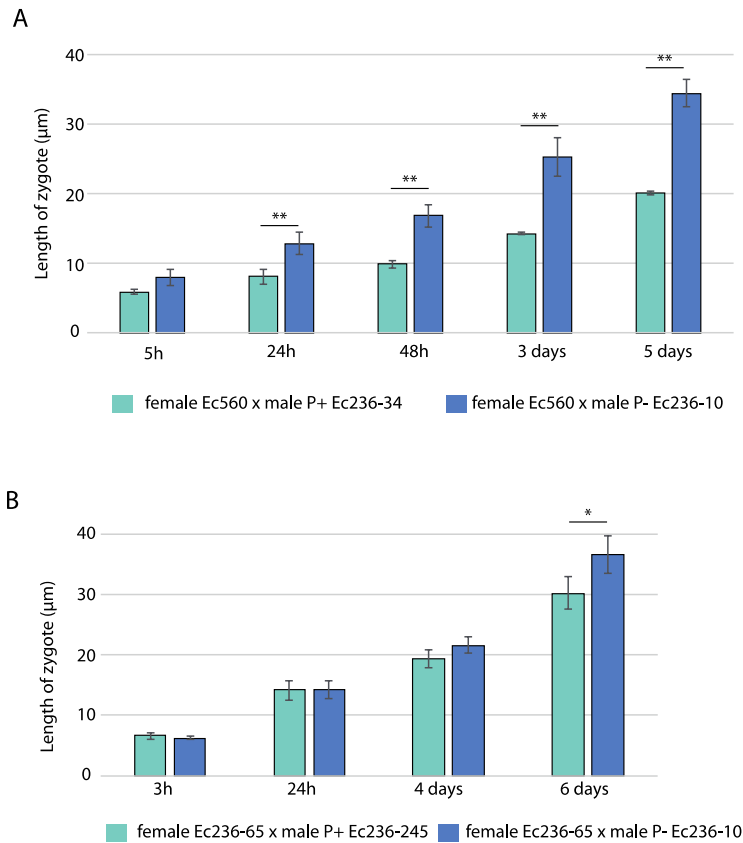 A
Length of zygote (μm)
40
30
20
10
0
**
**
**
**
5h 24h 48h 3 days 5 days
female Ec560 x male P+ Ec236-34 female Ec560 x male P- Ec236-10
B
Length of zygote (μm)
40
30
20
10
0
*
3h 24h 4 days 6 days
female Ec236-65 x male P+ Ec236-245 female Ec236-65 x male P- Ec236-10